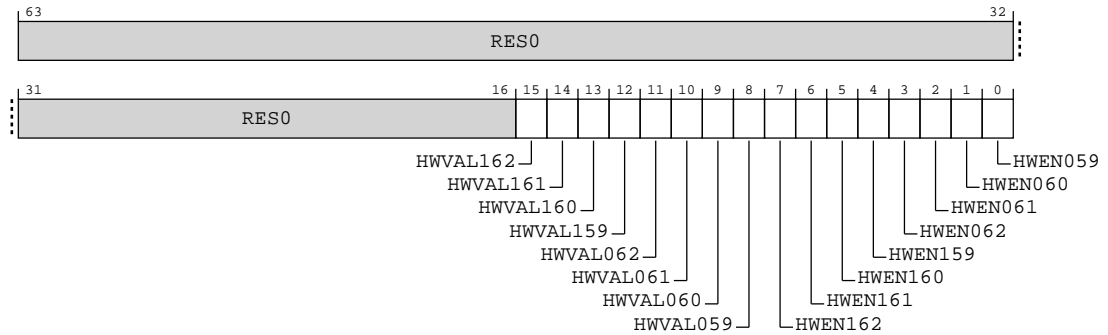 63 32
RES0
31 16 15 14 13 12 11 10 9 8 7 6 5 4 3 2 1 0
RES0
HWVAL162 HWEN059
HWVAL161 HWEN060
HWVAL160 HWEN061
HWVAL159 HWEN062
HWVAL062 HWEN159
HWVAL061 HWEN160
HWVAL060 HWEN161
HWVAL059 HWEN162